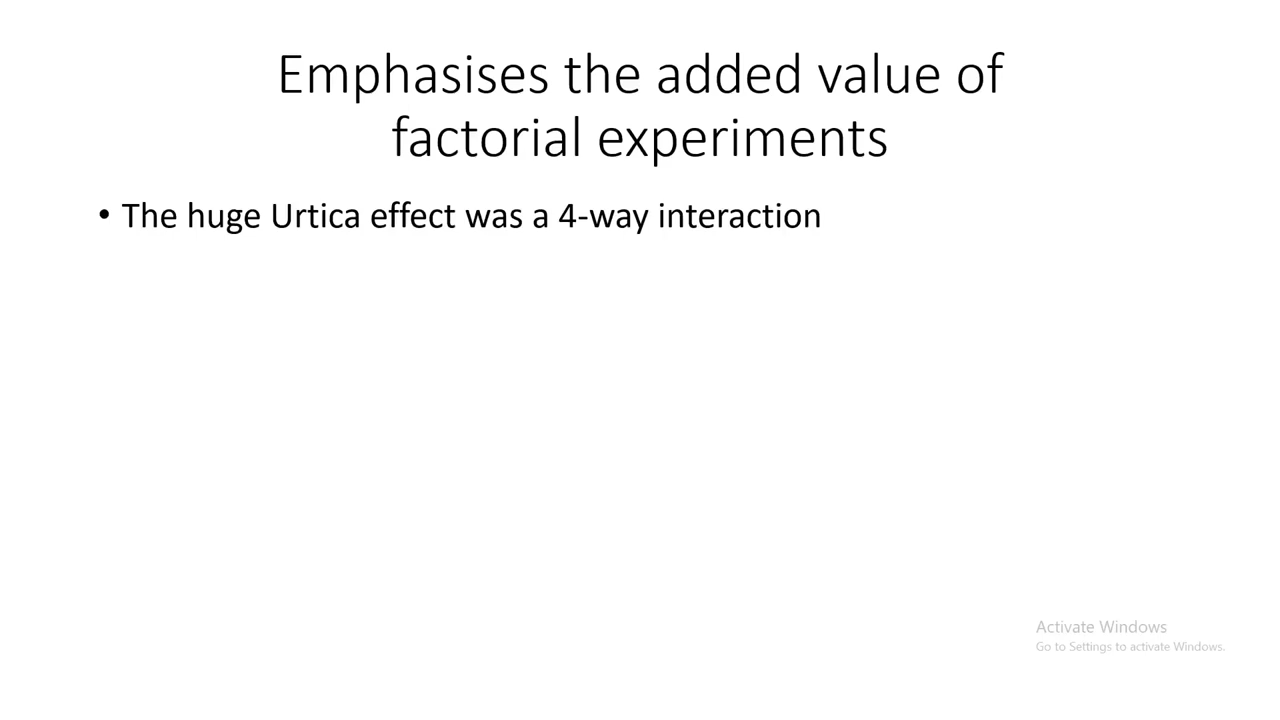 Emphasises the added value of
factorial experiments
• The huge Urtica effect was a 4-way interaction
Activate Windows
Go to Settings to activate Windows.